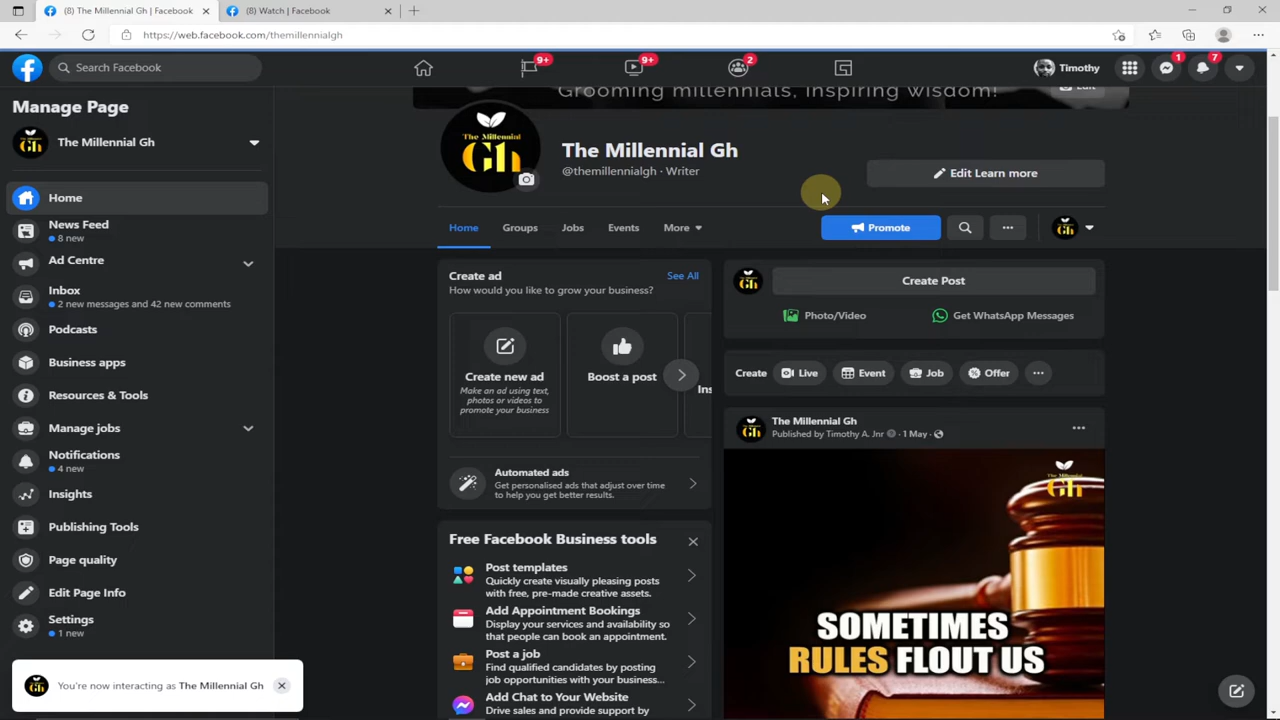 (8) The Millennial Gh | Facebook
(8) Watch | Facebook
https://web.facebook.com/themillennialgh
Search Facebook
9+
9+
2
Timothy
1
7
Manage Page
The Millennial Gh
Home
News Feed
8 new
Ad Centre
Inbox
2 new messages and 42 new comments
Podcasts
Business apps
Resources & Tools
Manage jobs
Notifications
4 new
Insights
Publishing Tools
Page quality
Edit Page Info
Settings
1 new
You're now interacting as The Millennial Gh
Grooming millennials, inspiring wisdom!
Edit
The Millennial
Gh
The Millennial Gh
@themillennialgh · Writer
Edit Learn more
Home
Groups
Jobs
Events
More
Promote
Create ad
See All
How would you like to grow your business?
Create new ad
Make an ad using text,
photos or videos to
promote your business
Boost a post
Ins
Automated ads
Get personalised ads that adjust over time
to help you get better results.
Free Facebook Business tools
Post templates
Quickly create visually pleasing posts
with free, pre-made creative assets.
Add Appointment Bookings
Display your services and availability so
that people can book an appointment.
Post a job
Find qualified candidates by posting
job opportunities with your business...
Add Chat to Your Website
Drive sales and provide support by
Create Post
Photo/Video
Get WhatsApp Messages
Create
Live
Event
Job
Offer
The Millennial Gh
Published by Timothy A. Jnr · 1 May ·
The Millennial
Gh
SOMETIMES
RULES FLOUT US